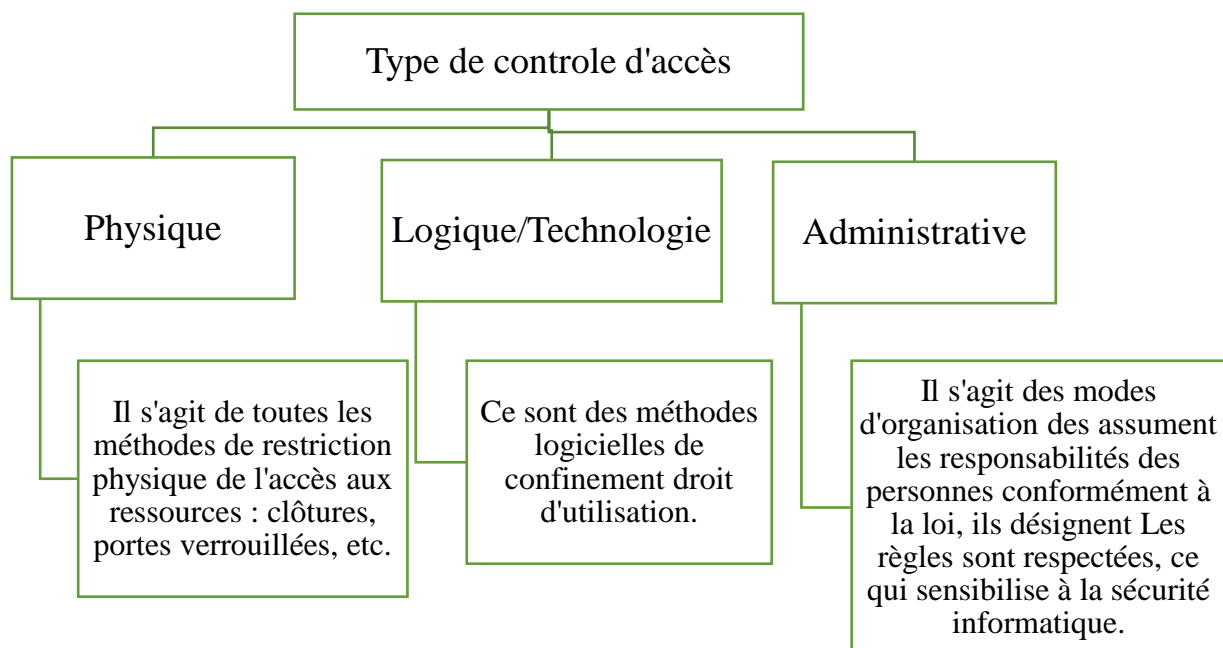 Type de controle d'accès
Physique
Logique/Technologie
Administrative
Il s'agit de toutes les
méthodes de restriction
physique de l'accès aux
ressources : clôtures,
portes verrouillées, etc.
Ce sont des méthodes
logicielles de
confinement droit
d'utilisation.
Il s'agit des modes
d'organisation des assument
les responsabilités des
personnes conformément à
la loi, ils désignent Les
règles sont respectées, ce
qui sensibilise à la sécurité
informatique.